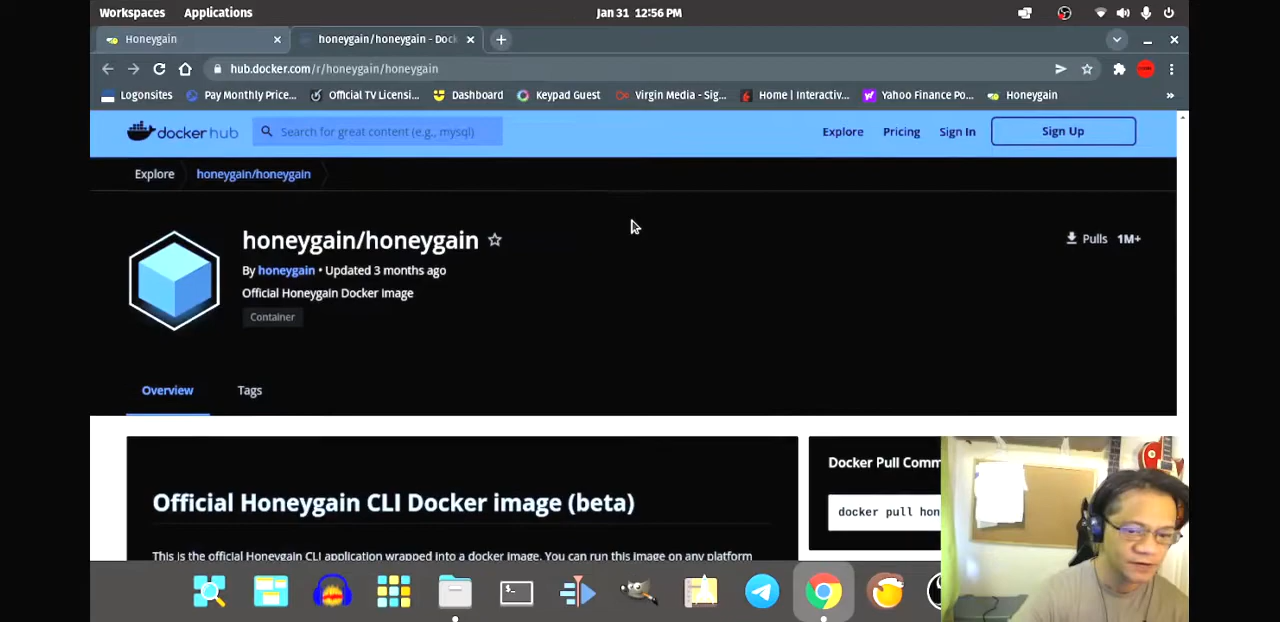 Workspaces Applications Jan 31 12:56 PM
Honeygain honeygain/honeygain - Dock
hub.docker.com/r/honeygain/honeygain
Logonsites Pay Monthly Price... Official TV Licensi... Dashboard Keypad Guest Virgin Media - Sig... Home | Interactiv... Yahoo Finance Po... Honeygain »
docker hub Search for great content (e.g., mysql) Explore Pricing Sign In Sign Up
Explore honeygain/honeygain
honeygain/honeygain
Pulls 1M+
By honeygain • Updated 3 months ago
Official Honeygain Docker Image
Container
Overview Tags
Docker Pull Comm
Official Honeygain CLI Docker image (beta)
docker pull hon
This is the official Honeygain CLI application wrapped into a docker image. You can run this image on any platform